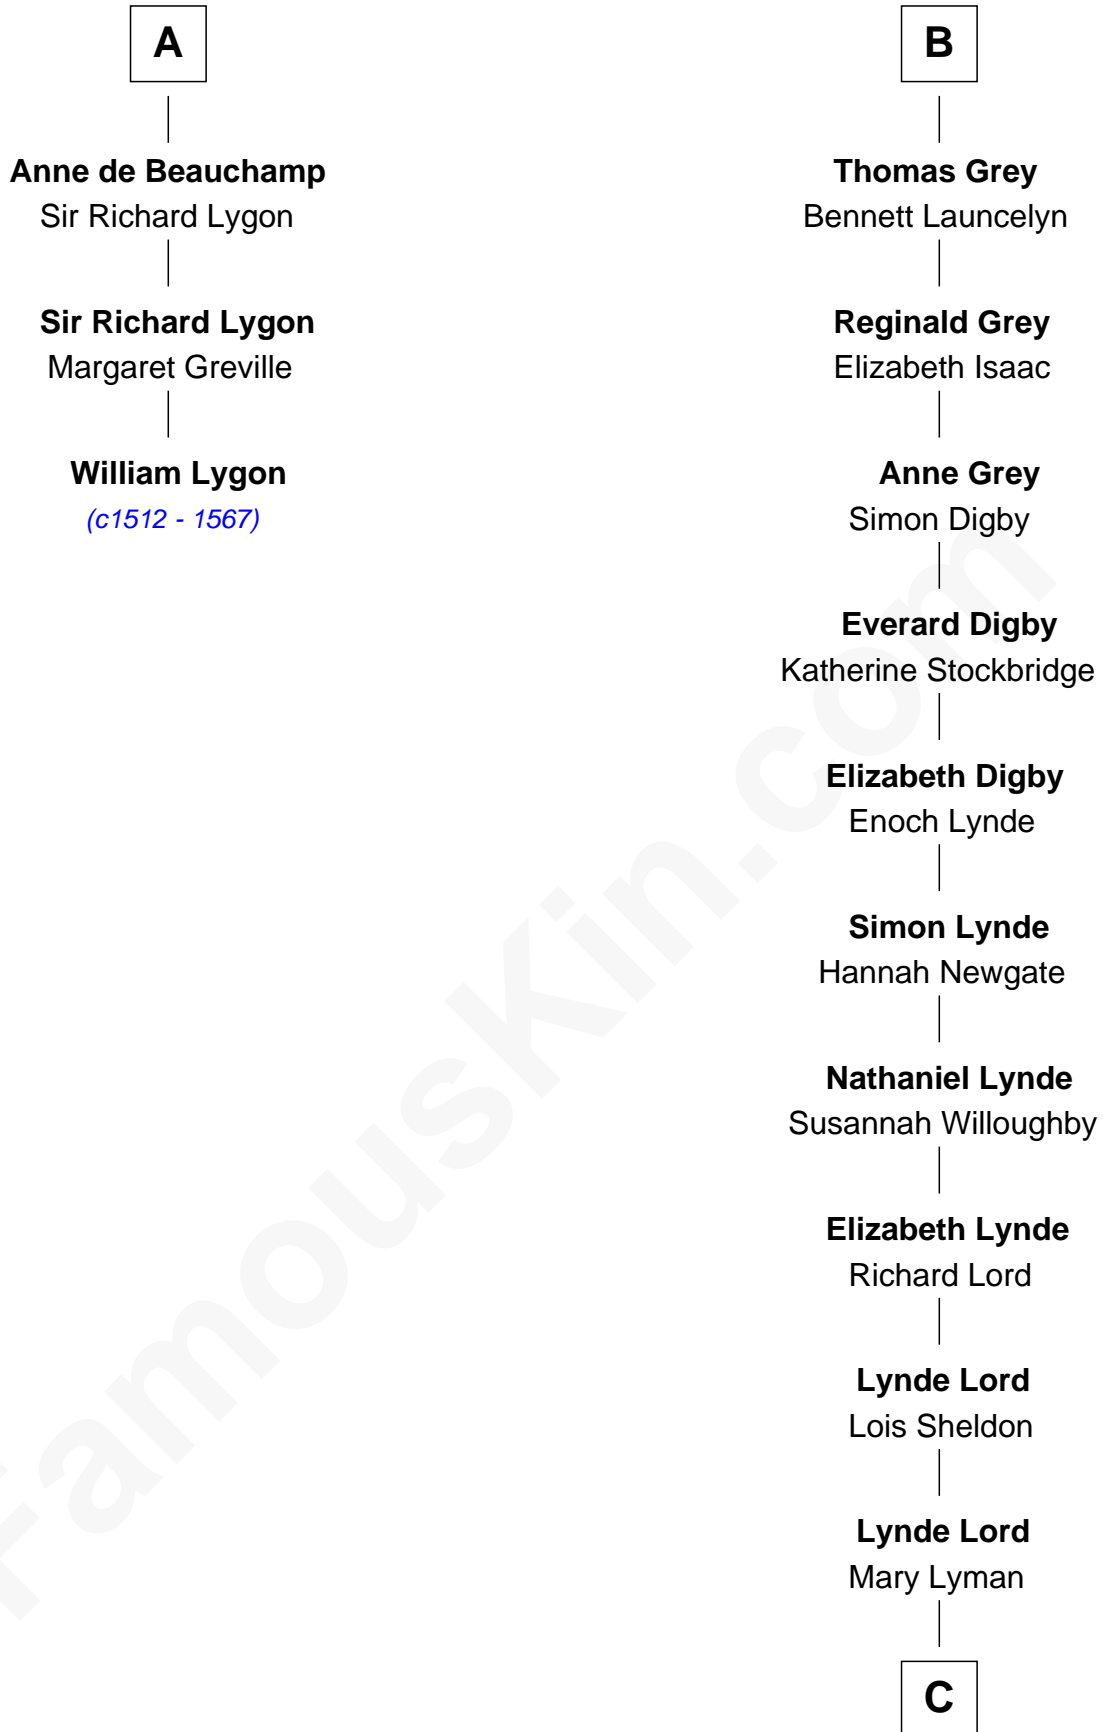 A
Anne de Beauchamp
Sir Richard Lygon
Sir Richard Lygon
Margaret Greville
William Lygon
(c1512 - 1567)
B
Thomas Grey
Bennett Launcelyn
Reginald Grey
Elizabeth Isaac
Anne Grey
Simon Digby
Everard Digby
Katherine Stockbridge
Elizabeth Digby
Enoch Lynde
Simon Lynde
Hannah Newgate
Nathaniel Lynde
Susannah Willoughby
Elizabeth Lynde
Richard Lord
Lynde Lord
Lois Sheldon
Lynde Lord
Mary Lyman
C
FamousKin.com